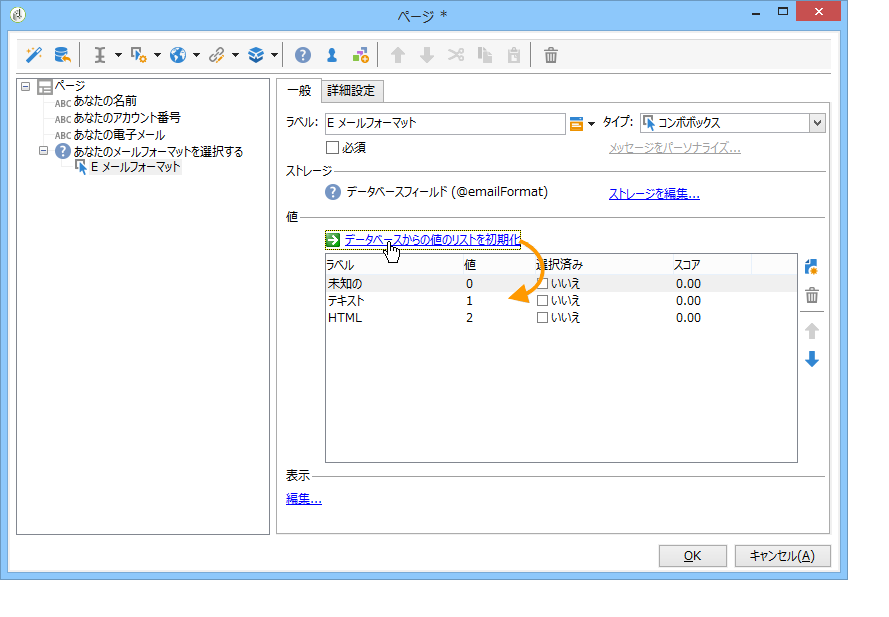 ページ *
ページ
ABC あなたの名前
ABC あなたのアカウント番号
ABC あなたの電子メール
あなたのメールフォーマットを選択する
E メールフォーマット
一般 詳細設定
ラベル: E メールフォーマット タイプ: コンボボックス
必須 メッセージをパーソナライズ...
ストレージ
データベースフィールド (@emailFormat) ストレージを編集...
値
データベースからの値のリストを初期化
ラベル 値 選択済み スコア
未知の 0 いいえ 0.00
テキスト 1 いいえ 0.00
HTML 2 いいえ 0.00
表示
編集...
OK キャンセル(A)